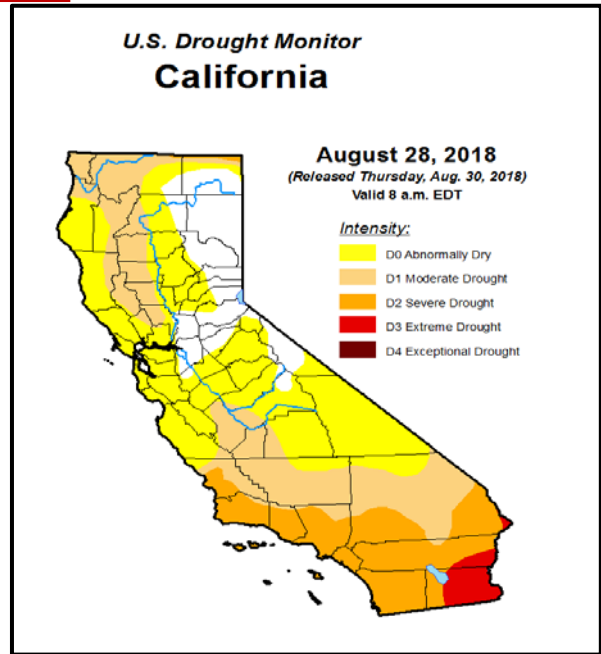 U.S. Drought Monitor
California
August 28, 2018
(Released Thursday, Aug. 30, 2018)
Valid 8 a.m. EDT
Intensity:
D0 Abnormally Dry
D1 Moderate Drought
D2 Severe Drought
D3 Extreme Drought
D4 Exceptional Drought